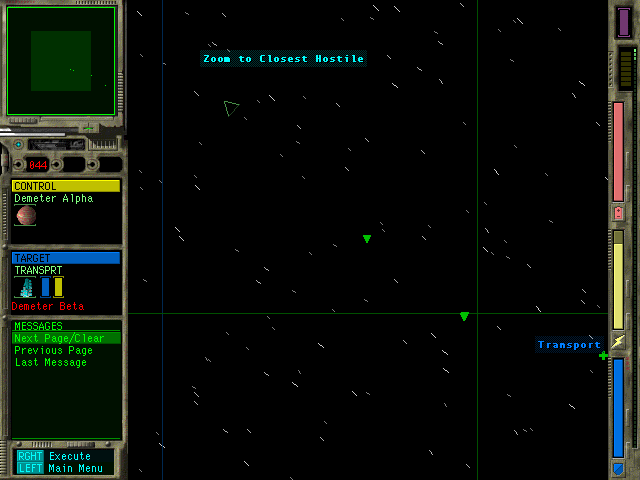 Zoom to Closest Hostile
044
CONTROL
Demeter Alpha
TARGET
TRANSPRT
Demeter Beta
MESSAGES
Next Page/Clear
Previous Page
Last Message
Transport
RGHT Execute
LEFT Main Menu